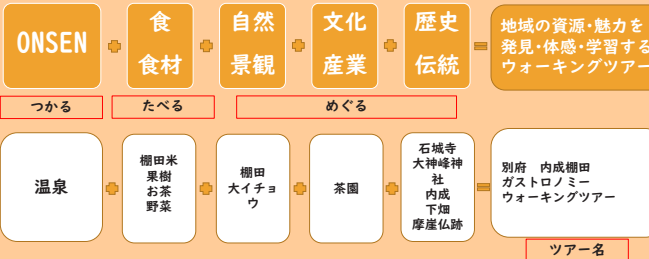 ONSEN
食
食材
自然
景観
文化
産業
歴史
伝統
地域の資源・魅力を
発見・体感・学習する
ウォーキングツアー
つかる
たべる
めぐる
温泉
棚田米
果樹
お茶
野菜
棚田
大イチョ
ウ
茶園
石城寺
大神峰神
社
内成
下畑
摩崖仏跡
別府　内成棚田
ガストロノミー
ウォーキングツアー
ツアー名